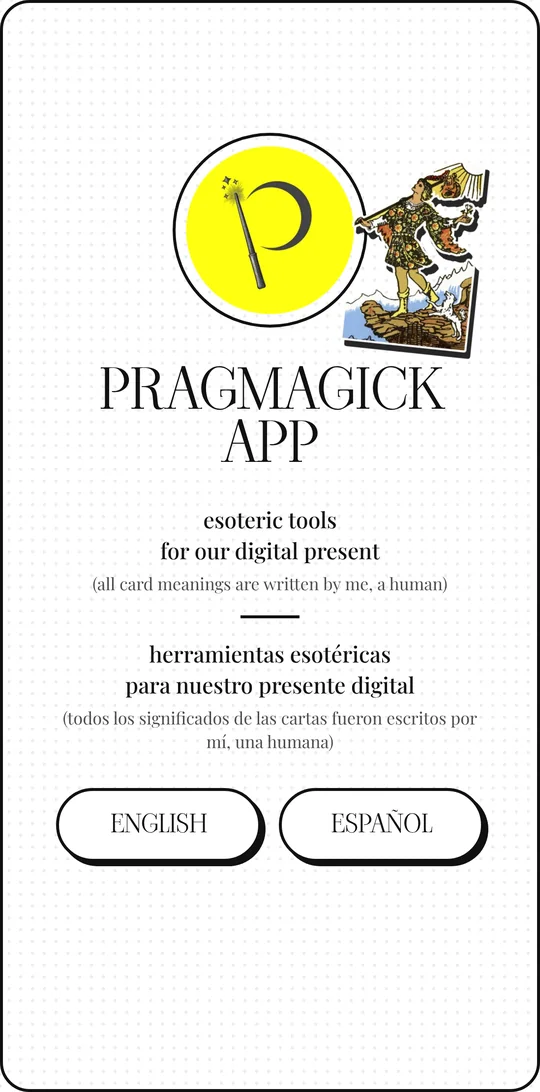 PRAGMAGICK
APP
esoteric tools
for our digital present
(all card meanings are written by me, a human)
herramientas esotéricas
para nuestro presente digital
(todos los significados de las cartas fueron escritos por
mí, una humana)
ENGLISH
ESPAÑOL